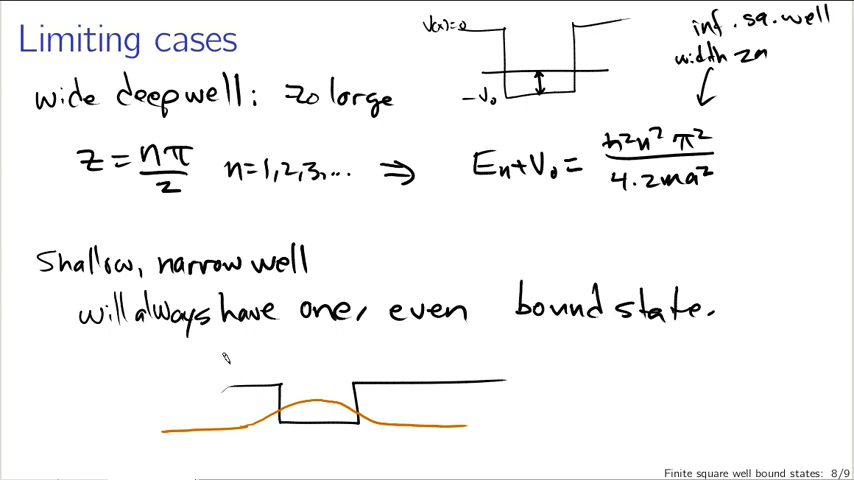 Limiting cases
V(x)=0
inf. sq. well
width 2a
wide deep well: z₀ large
-V₀
z = nπ/2 n=1,2,3,... ⇒ Eₙ+V₀ = ħ²n²π²/4·2ma²
Shallow, narrow well
will always have one, even bound state.
Finite square well bound states: 8/9